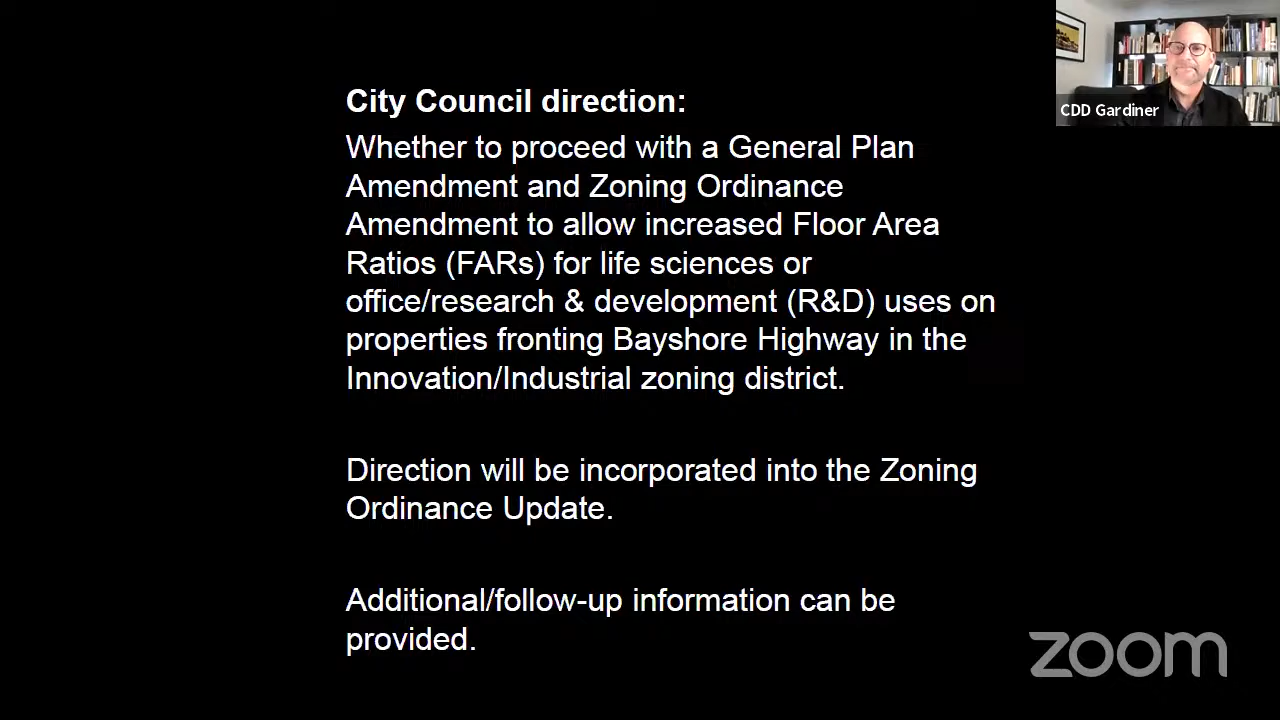 City Council direction:
Whether to proceed with a General Plan
Amendment and Zoning Ordinance
Amendment to allow increased Floor Area
Ratios (FARs) for life sciences or
office/research & development (R&D) uses on
properties fronting Bayshore Highway in the
Innovation/Industrial zoning district.
Direction will be incorporated into the Zoning
Ordinance Update.
Additional/follow-up information can be
provided.
CDD Gardiner
zoom